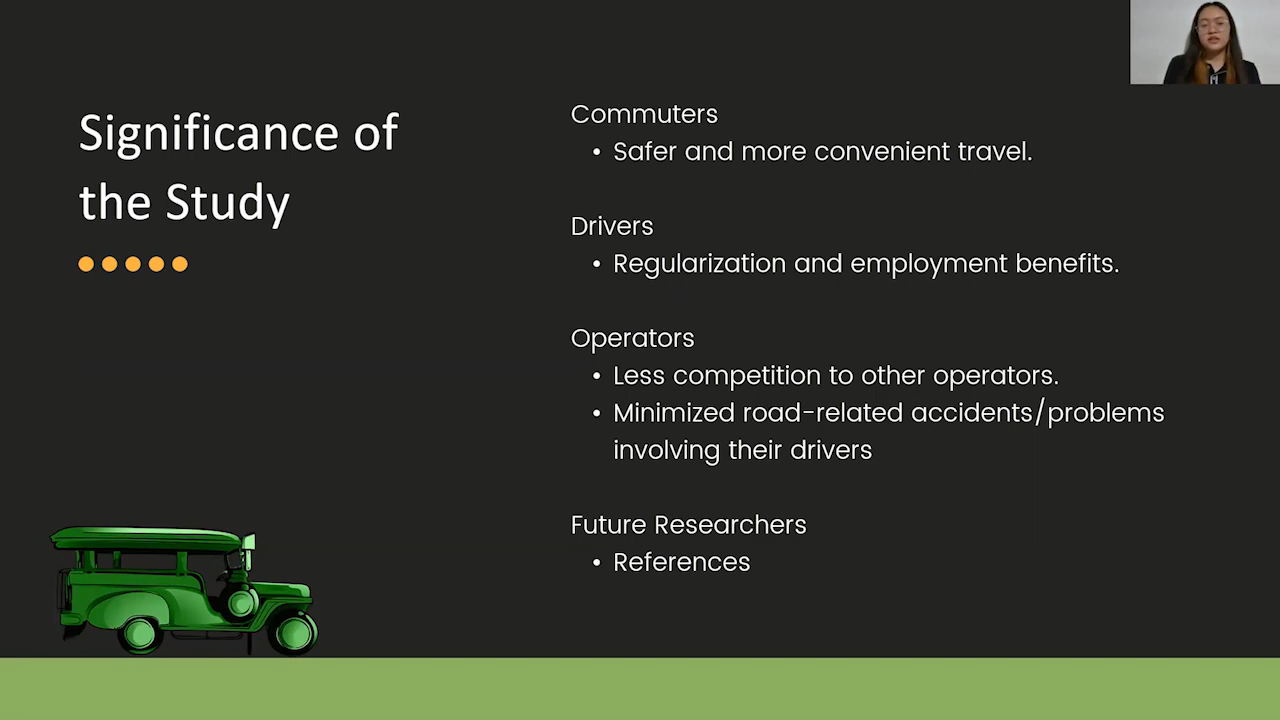 Significance of
the Study
Commuters
• Safer and more convenient travel.
Drivers
• Regularization and employment benefits.
Operators
• Less competition to other operators.
• Minimized road-related accidents/problems
involving their drivers
Future Researchers
• References